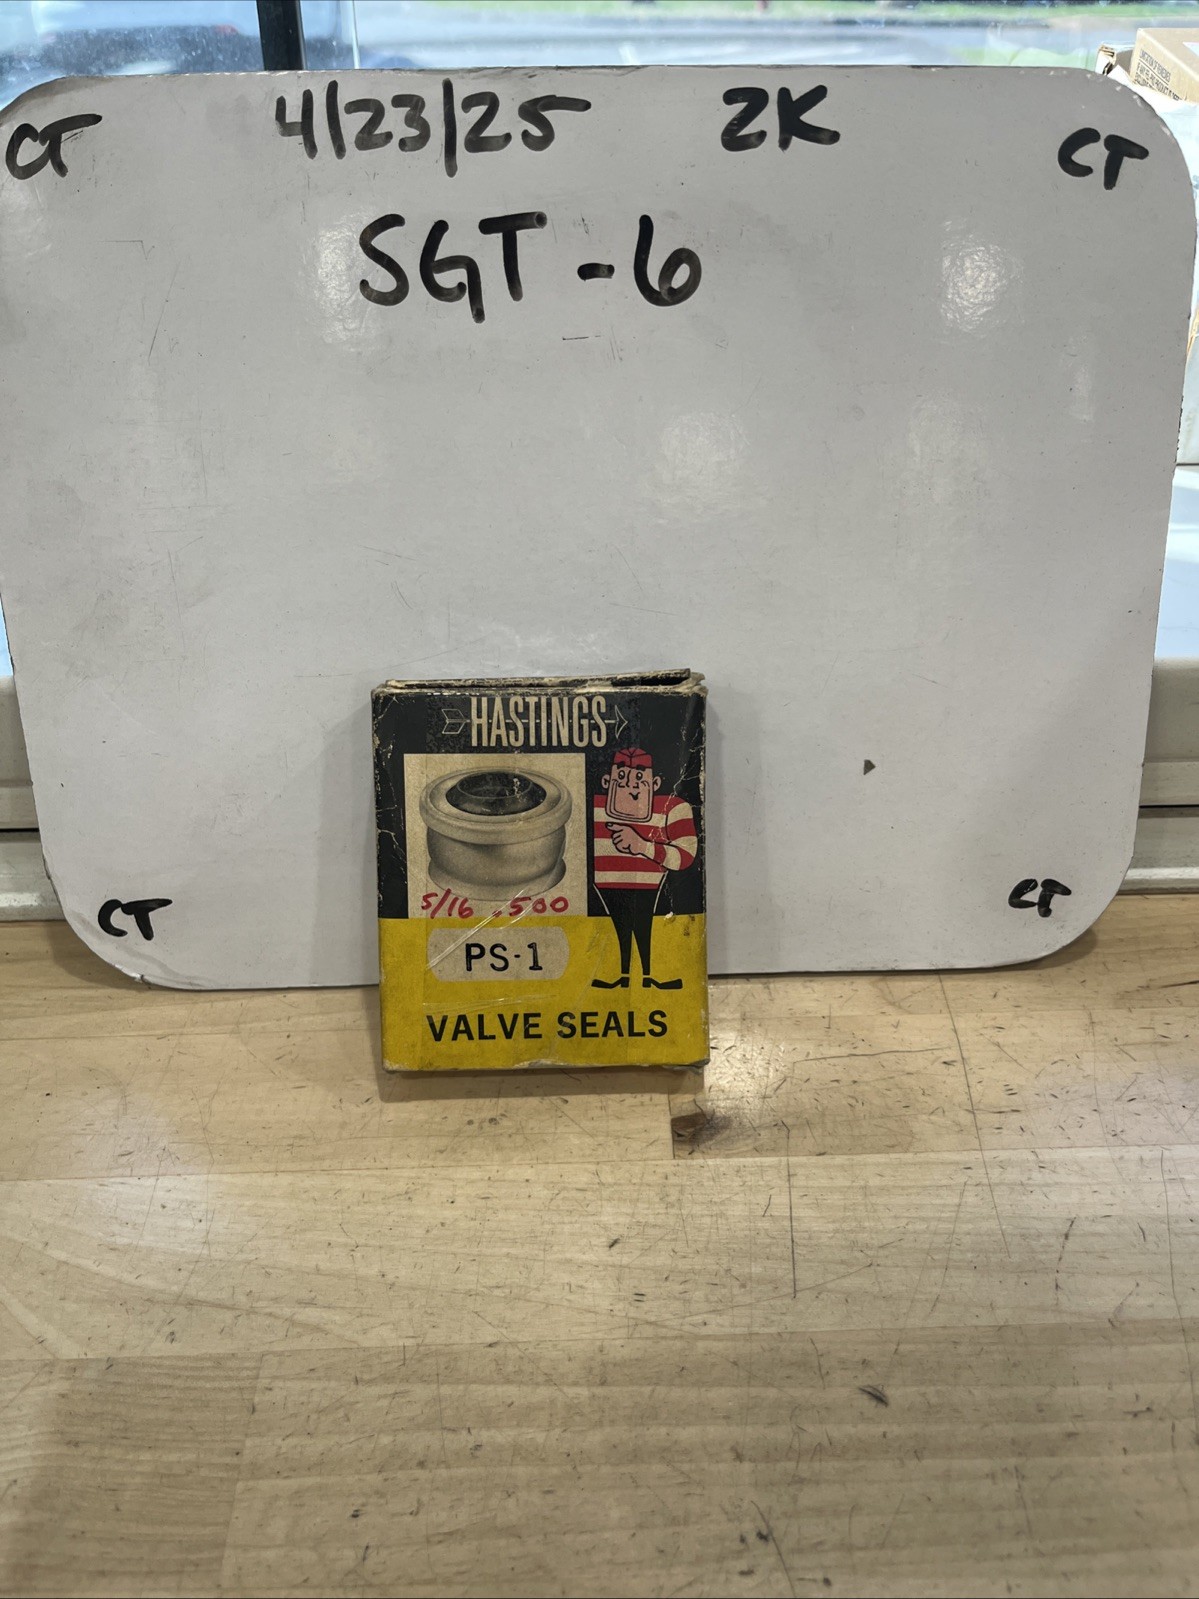 CT 4/23/25 2K CT
SGT-6
HASTINGS
5/16 .500
PS-1
VALVE SEALS
CT CT